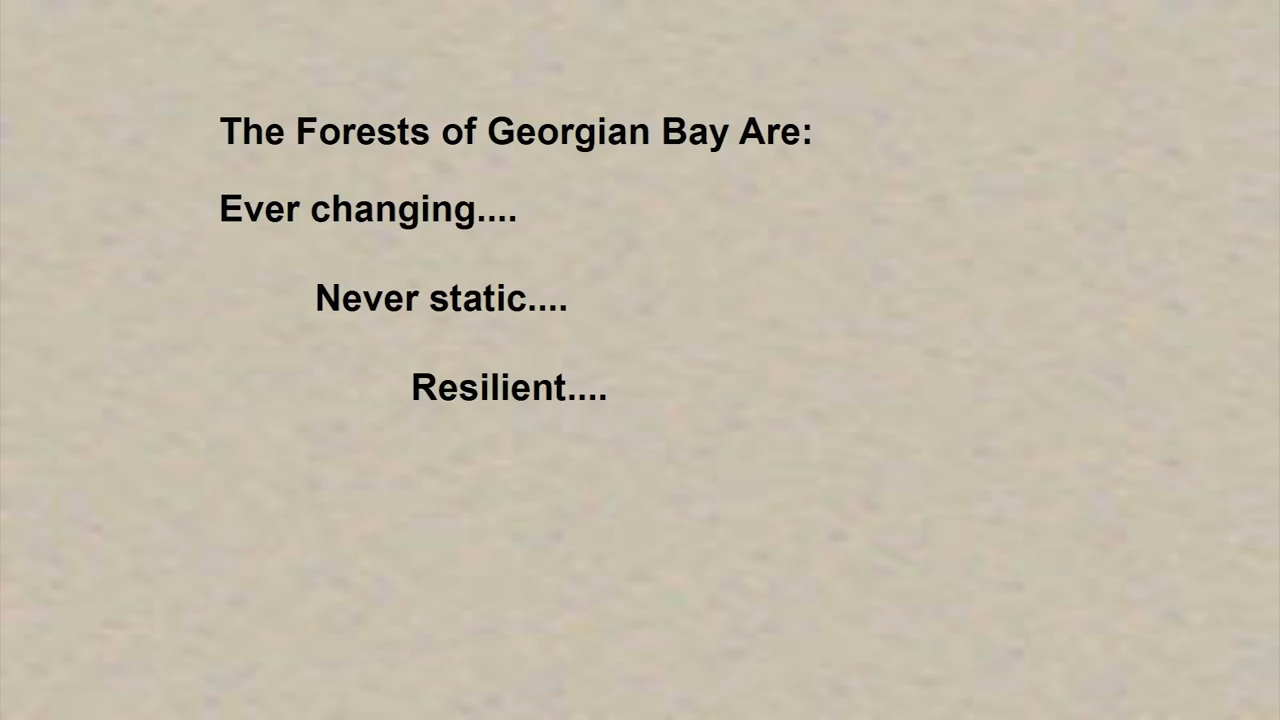 The Forests of Georgian Bay Are:
Ever changing....
Never static....
Resilient....